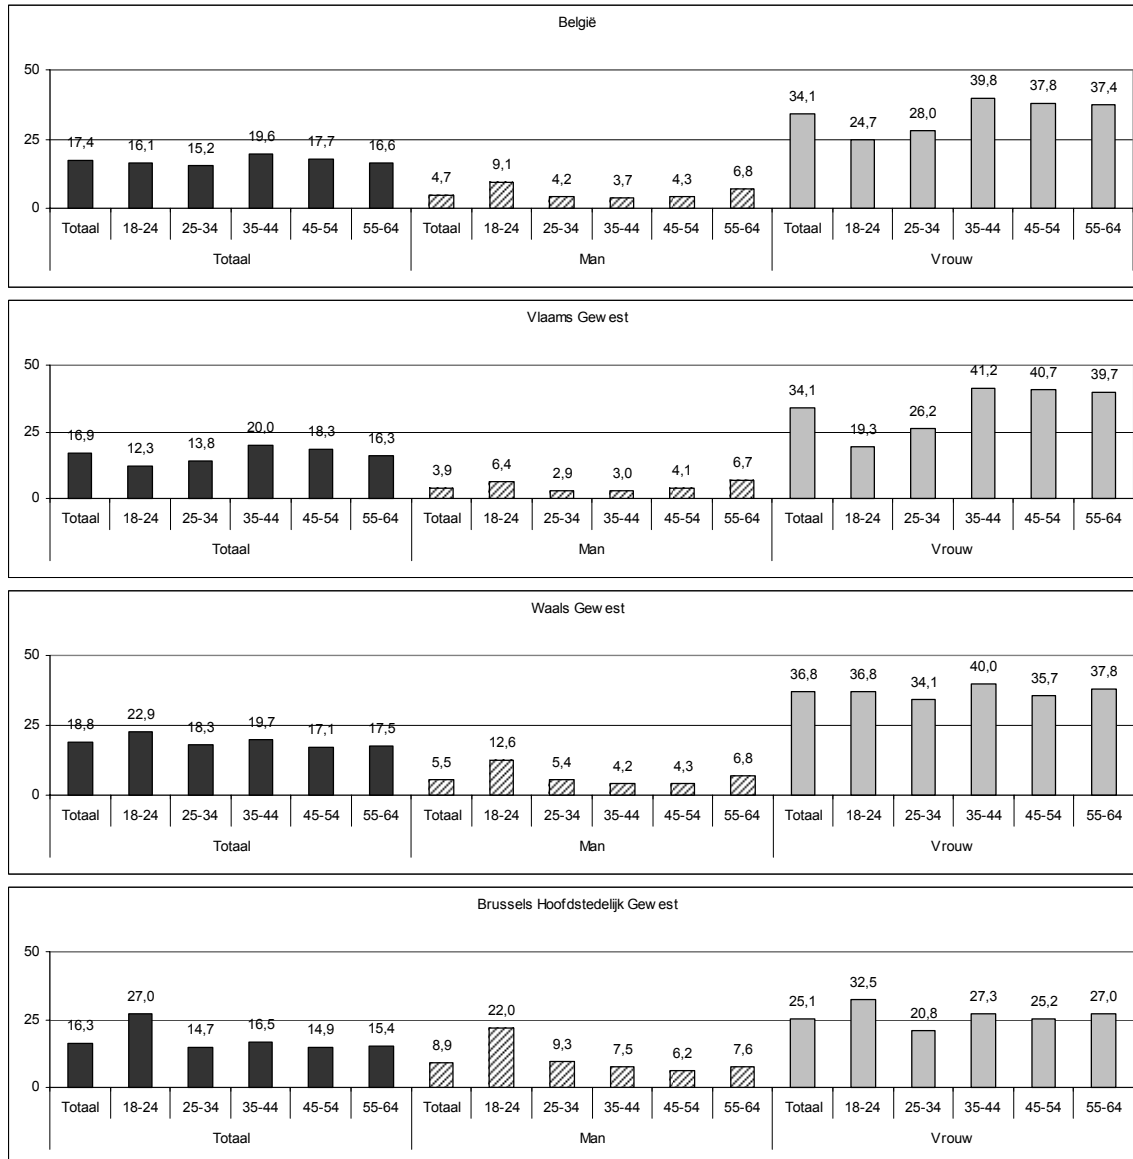 België
50
39,8 37,8 37,4
34,1
28,0
24,7
25
17,4 16,1 15,2 19,6 17,7 16,6
4,7 9,1 4,2 3,7 4,3 6,8
0
Totaal 18-24 25-34 35-44 45-54 55-64 Totaal 18-24 25-34 35-44 45-54 55-64 Totaal 18-24 25-34 35-44 45-54 55-64
Totaal Man Vrouw
Vlaams Gewest
50
41,2 40,7 39,7
34,1
26,2
19,3
25
16,9 12,3 13,8 20,0 18,3 16,3
3,9 6,4 2,9 3,0 4,1 6,7
0
Totaal 18-24 25-34 35-44 45-54 55-64 Totaal 18-24 25-34 35-44 45-54 55-64 Totaal 18-24 25-34 35-44 45-54 55-64
Totaal Man Vrouw
Waals Gewest
50
36,8 36,8 34,1 40,0 35,7 37,8
25
18,8 22,9 18,3 19,7 17,1 17,5
5,5 12,6 5,4 4,2 4,3 6,8
0
Totaal 18-24 25-34 35-44 45-54 55-64 Totaal 18-24 25-34 35-44 45-54 55-64 Totaal 18-24 25-34 35-44 45-54 55-64
Totaal Man Vrouw
Brussels Hoofdstedelijk Gewest
50
25,1 32,5 20,8 27,3 25,2 27,0
25
16,3 27,0 14,7 16,5 14,9 15,4
8,9 22,0 9,3 7,5 6,2 7,6
0
Totaal 18-24 25-34 35-44 45-54 55-64 Totaal 18-24 25-34 35-44 45-54 55-64 Totaal 18-24 25-34 35-44 45-54 55-64
Totaal Man Vrouw